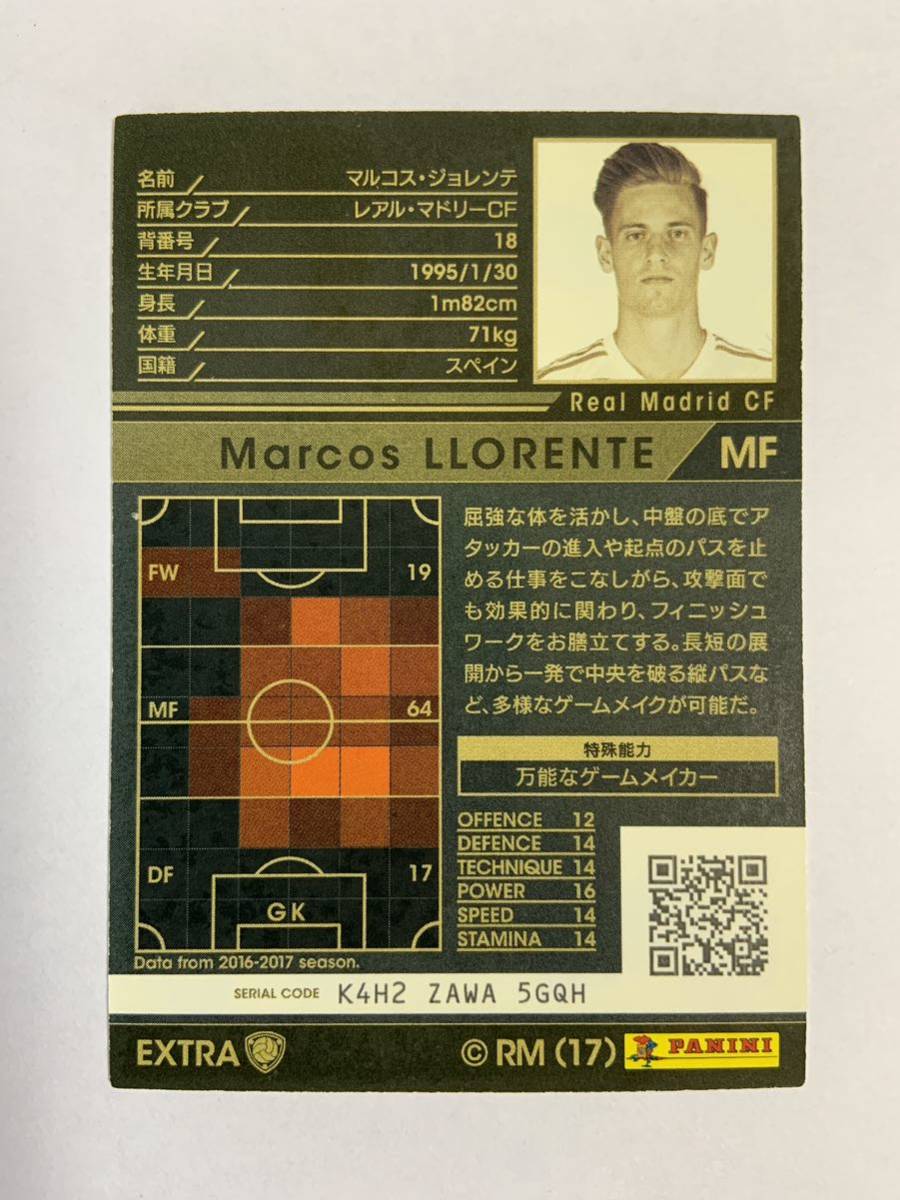 名前 マルコス・ジョレンテ
所属クラブ レアル・マドリーCF
背番号 18
生年月日 1995/1/30
身長 1m82cm
体重 71kg
国籍 スペイン
Real Madrid CF
Marcos LLORENTE MF
FW 19
MF 64
DF 17
GK
Data from 2016-2017 season.
屈強な体を活かし、中盤の底でア
タッカーの進入や起点のパスを止
める仕事をこなしながら、攻撃面で
も効果的に関わり、フィニッシュ
ワークをお膳立てする。長短の展
開から一発で中央を破る縦パスな
ど、多様なゲームメイクが可能だ。
特殊能力
万能なゲームメイカー
OFFENCE 12
DEFENCE 14
TECHNIQUE 14
POWER 16
SPEED 14
STAMINA 14
SERIAL CODE K4H2 ZAWA 5GQH
EXTRA © RM (17) PANINI